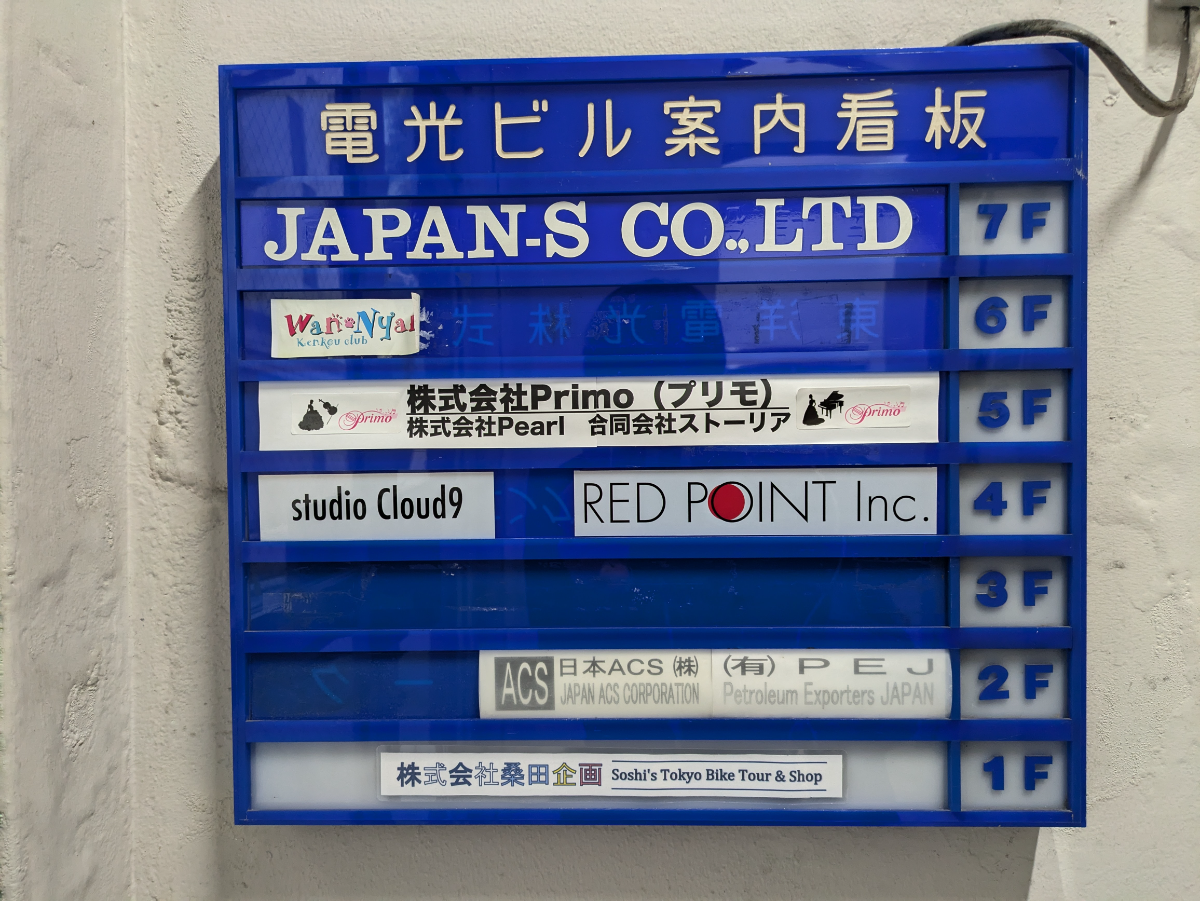 電光ビル案内看板
JAPAN-S CO.,LTD 7F
Wan Nyal 6F
Kenkou club
株式会社Primo（プリモ） 5F
Primo
Primo
株式会社Pearl 合同会社ストーリア
studio Cloud9 RED POINT Inc. 4F
3F
ACS 日本ACS㈱ (有)PEJ 2F
JAPAN ACS CORPORATION Petroleum Exporters JAPAN
株式会社桑田企画 Soshi's Tokyo Bike Tour & Shop 1F